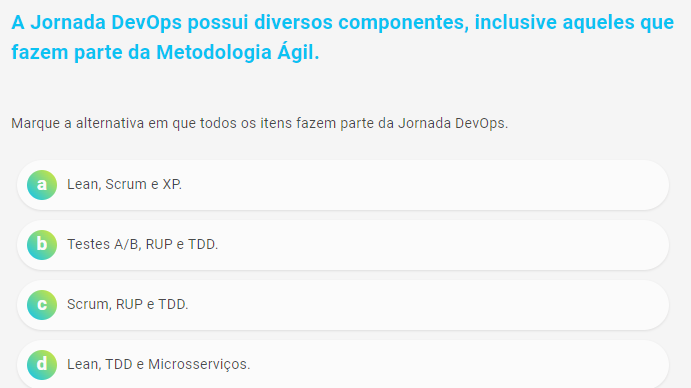 A Jornada DevOps possui diversos componentes, inclusive aqueles que
fazem parte da Metodologia Ágil.
Marque a alternativa em que todos os itens fazem parte da Jornada DevOps.
a Lean, Scrum e XP.
b Testes A/B, RUP e TDD.
c Scrum, RUP e TDD.
d Lean, TDD e Microsserviços.